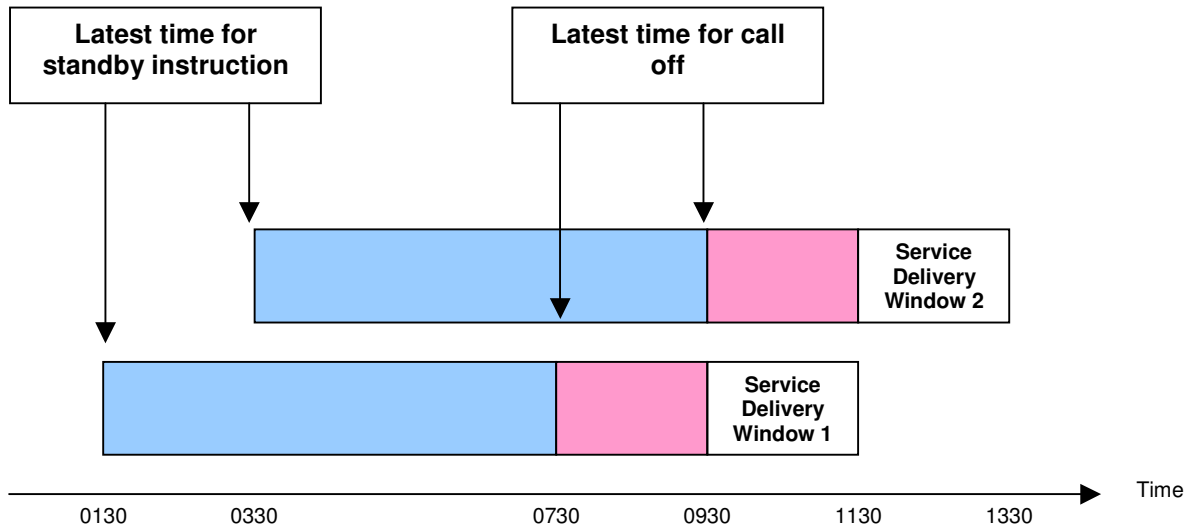 Latest time for
standby instruction
Latest time for call
off
Service
Delivery
Window 2
Service
Delivery
Window 1
Time
0130
0330
0730
0930
1130
1330